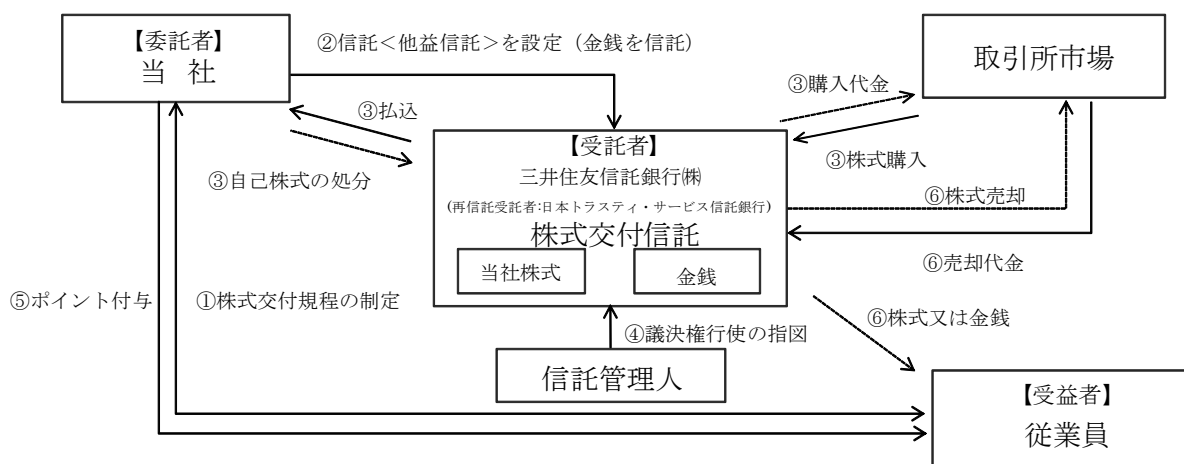 【委託者】
当 社
②信託＜他益信託＞を設定（金銭を信託）
取引所市場
③購入代金
③払込
③自己株式の処分
【受託者】
三井住友信託銀行㈱
(再信託受託者:日本トラスティ・サービス信託銀行)
株式交付信託
当社株式
金銭
③株式購入
⑥株式売却
⑥売却代金
⑤ポイント付与
①株式交付規程の制定
④議決権行使の指図
⑥株式又は金銭
信託管理人
【受益者】
従業員